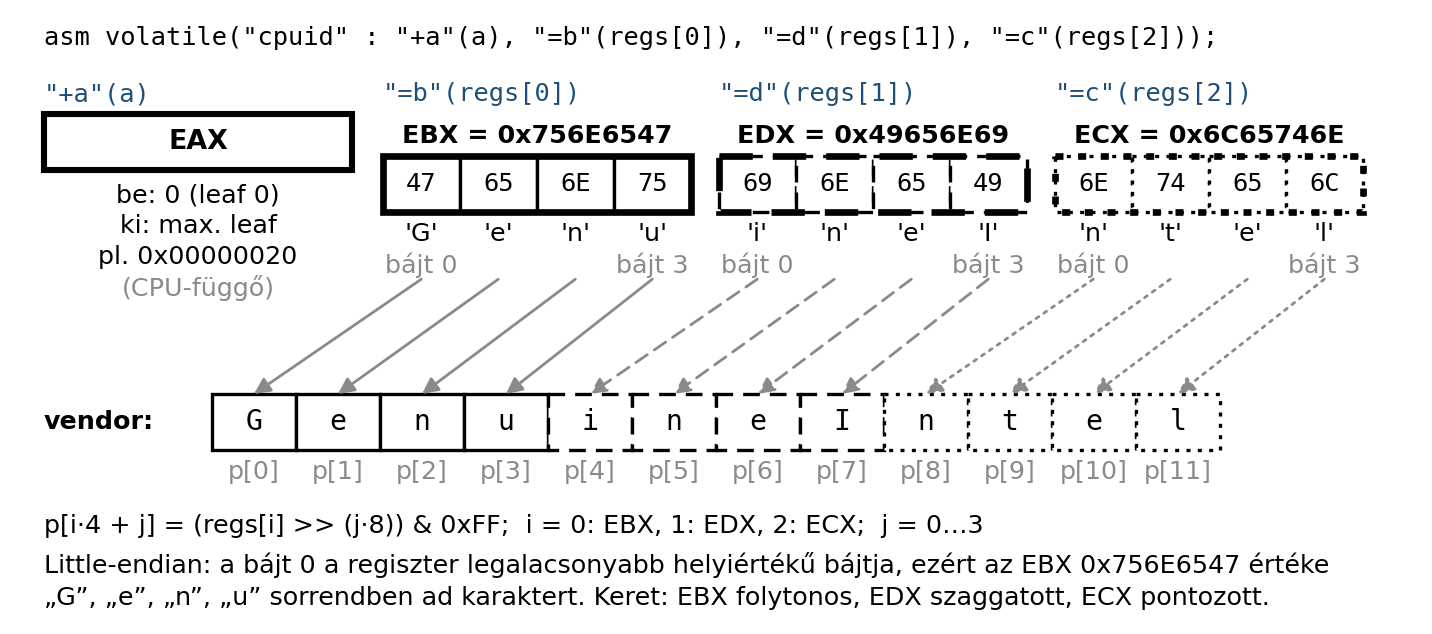 asm volatile("cpuid" : "+a"(a), "=b"(regs[0]), "=d"(regs[1]), "=c"(regs[2]));
"+a"(a) "=b"(regs[0]) "=d"(regs[1]) "=c"(regs[2])
EAX EBX = 0x756E6547 EDX = 0x49656E69 ECX = 0x6C65746E
47 65 6E 75 69 6E 65 49 6E 74 65 6C
be: 0 (leaf 0)
ki: max. leaf
pl. 0x00000020
(CPU-függő)
'G' 'e' 'n' 'u' 'i' 'n' 'e' 'I' 'n' 't' 'e' 'l'
bájt 0 bájt 3 bájt 0 bájt 3 bájt 0 bájt 3
vendor: G e n u i n e I n t e l
p[0] p[1] p[2] p[3] p[4] p[5] p[6] p[7] p[8] p[9] p[10] p[11]
p[i·4 + j] = (regs[i] >> (j·8)) & 0xFF; i = 0: EBX, 1: EDX, 2: ECX; j = 0…3
Little-endian: a bájt 0 a regiszter legalacsonyabb helyiértékű bájtja, ezért az EBX 0x756E6547 értéke
„G”, „e”, „n”, „u” sorrendben ad karaktert. Keret: EBX folytonos, EDX szaggatott, ECX pontozott.